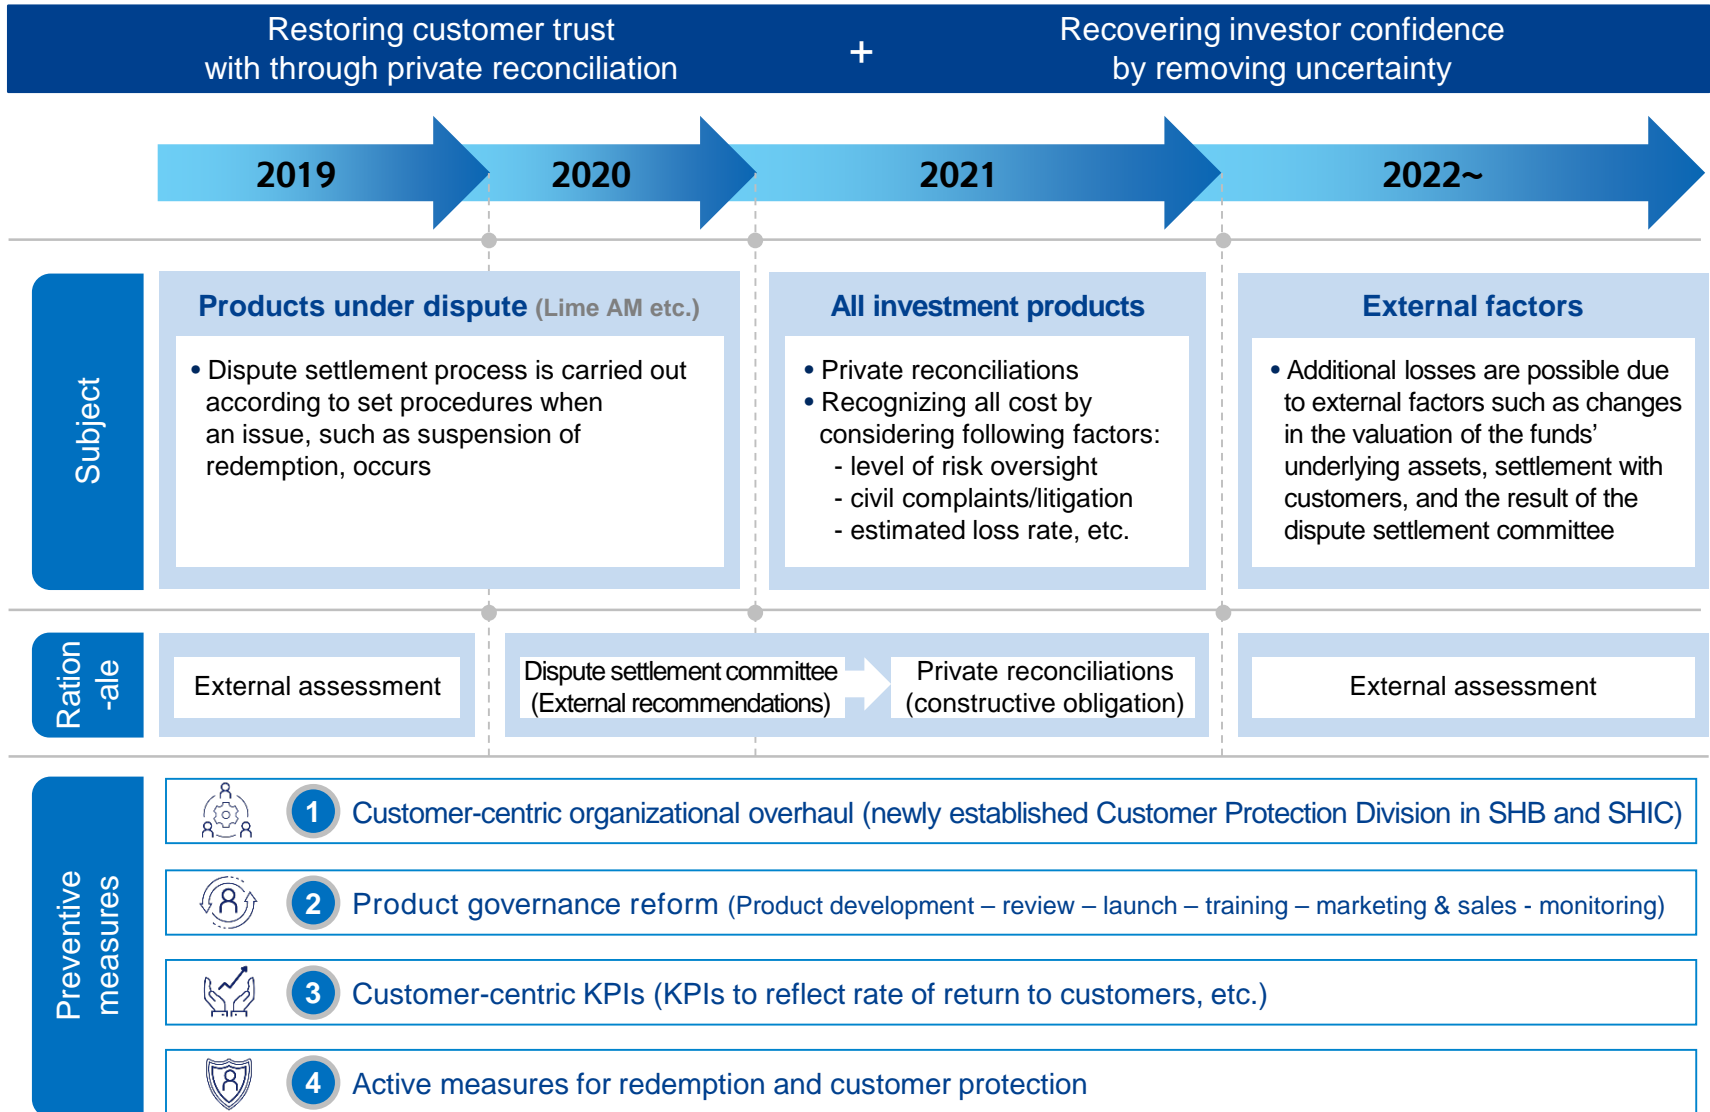 Restoring customer trust
with through private reconciliation
+
Recovering investor confidence
by removing uncertainty
2019
2020
2021
2022~
Subject
Products under dispute (Lime AM etc.)
• Dispute settlement process is carried out
according to set procedures when
an issue, such as suspension of
redemption, occurs
All investment products
• Private reconciliations
• Recognizing all cost by
considering following factors:
- level of risk oversight
- civil complaints/litigation
- estimated loss rate, etc.
External factors
• Additional losses are possible due
to external factors such as changes
in the valuation of the funds’
underlying assets, settlement with
customers, and the result of the
dispute settlement committee
Ration
-ale
External assessment
Dispute settlement committee
(External recommendations)
Private reconciliations
(constructive obligation)
External assessment
Preventive
measures
1 Customer-centric organizational overhaul (newly established Customer Protection Division in SHB and SHIC)
2 Product governance reform (Product development – review – launch – training – marketing & sales - monitoring)
3 Customer-centric KPIs (KPIs to reflect rate of return to customers, etc.)
4 Active measures for redemption and customer protection